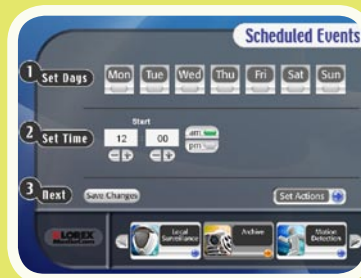 Scheduled Events
1 Set Days Mon Tue Wed Thu Fri Sat Sun
Start
2 Set Time 12 00 am
pm
3 Next Save Changes Set Actions
LOREX
Legal Surveillance
Archive
Motion Detection